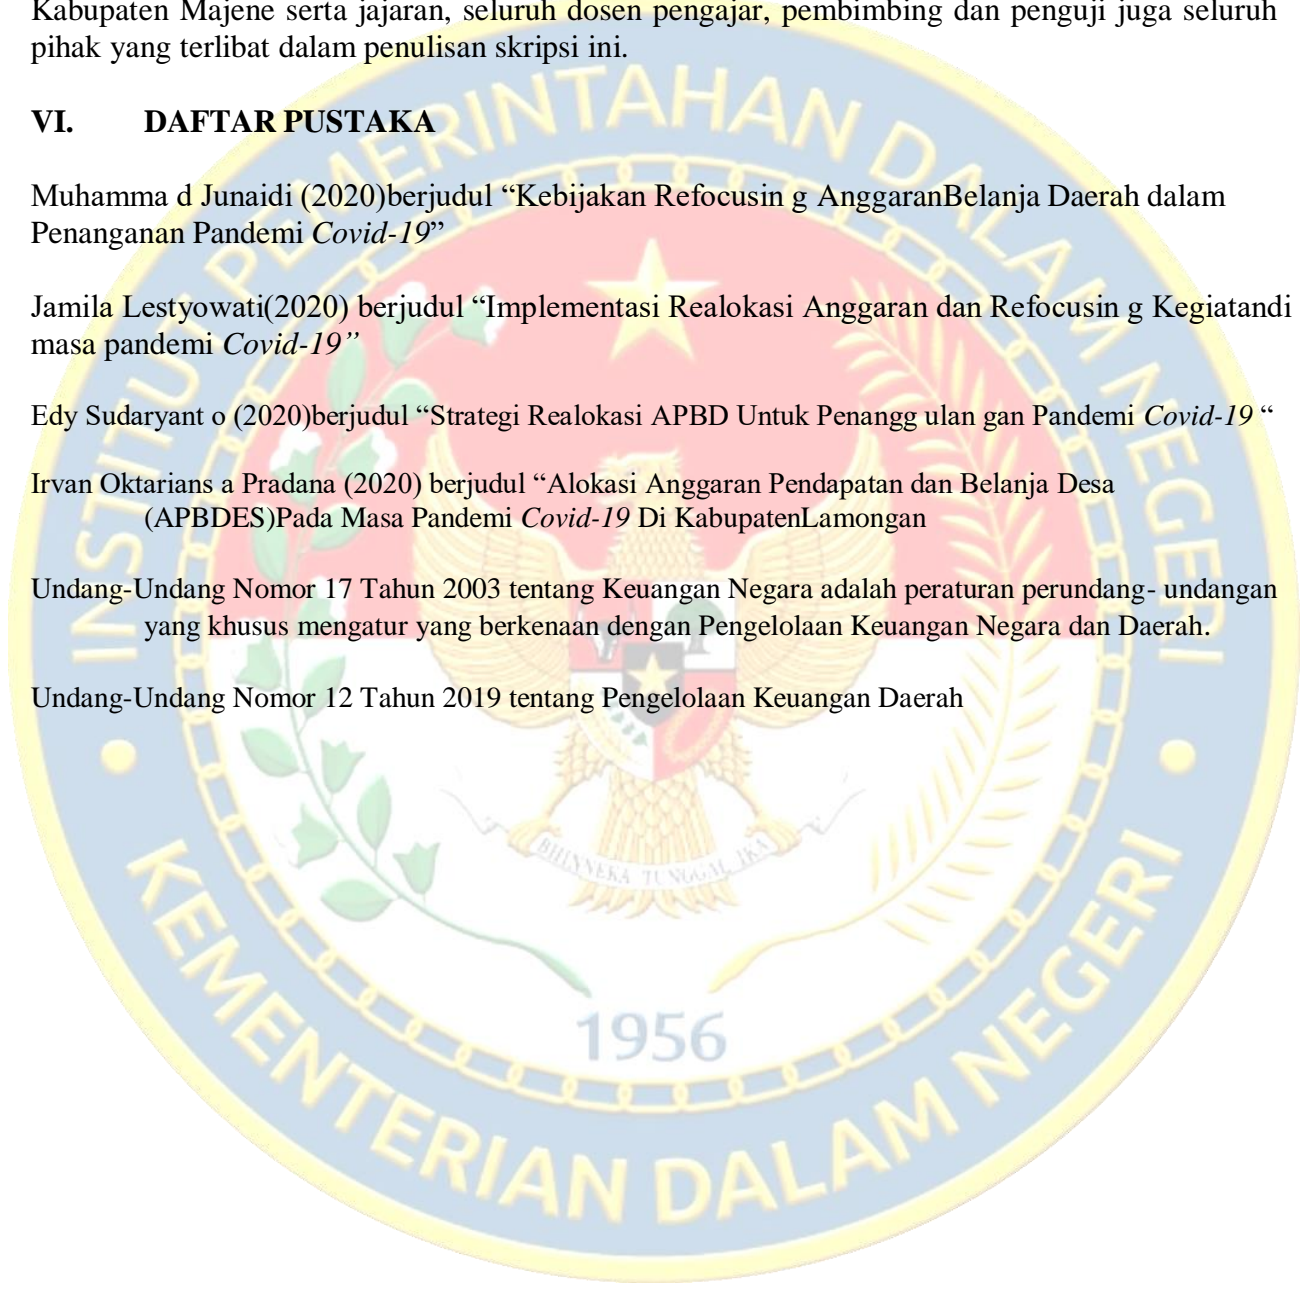 Kabupaten Majene serta jajaran, seluruh dosen pengajar, pembimbing dan penguji juga seluruh
pihak yang terlibat dalam penulisan skripsi ini.
VI. DAFTAR PUSTAKA
Muhamma d Junaidi (2020)berjudul “Kebijakan Refocusin g AnggaranBelanja Daerah dalam
Penanganan Pandemi Covid-19”
Jamila Lestyowati(2020) berjudul “Implementasi Realokasi Anggaran dan Refocusin g Kegiatandi
masa pandemi Covid-19”
Edy Sudaryant o (2020)berjudul “Strategi Realokasi APBD Untuk Penangg ulan gan Pandemi Covid-19 “
Irvan Oktarians a Pradana (2020) berjudul “Alokasi Anggaran Pendapatan dan Belanja Desa
(APBDES)Pada Masa Pandemi Covid-19 Di KabupatenLamongan
Undang-Undang Nomor 17 Tahun 2003 tentang Keuangan Negara adalah peraturan perundang- undangan
yang khusus mengatur yang berkenaan dengan Pengelolaan Keuangan Negara dan Daerah.
Undang-Undang Nomor 12 Tahun 2019 tentang Pengelolaan Keuangan Daerah
INSTITUT PEMERINTAHAN DALAM NEGERI
BHINNEKA TUNGGAL IKA
1956
KEMENTERIAN DALAM NEGERI